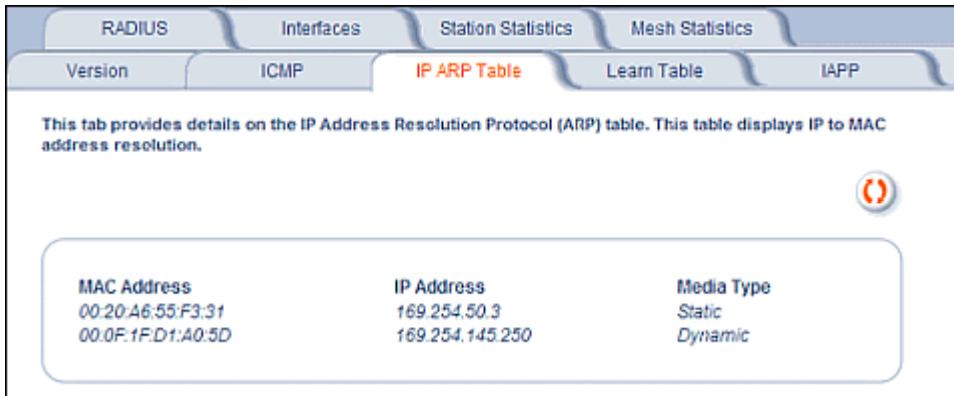 RADIUS Interfaces Station Statistics Mesh Statistics
Version ICMP IP ARP Table Learn Table IAPP
This tab provides details on the IP Address Resolution Protocol (ARP) table. This table displays IP to MAC
address resolution.
MAC Address IP Address Media Type
00:20:A6:55:F3:31 169.254.50.3 Static
00:0F:1F:D1:A0:5D 169.254.145.250 Dynamic